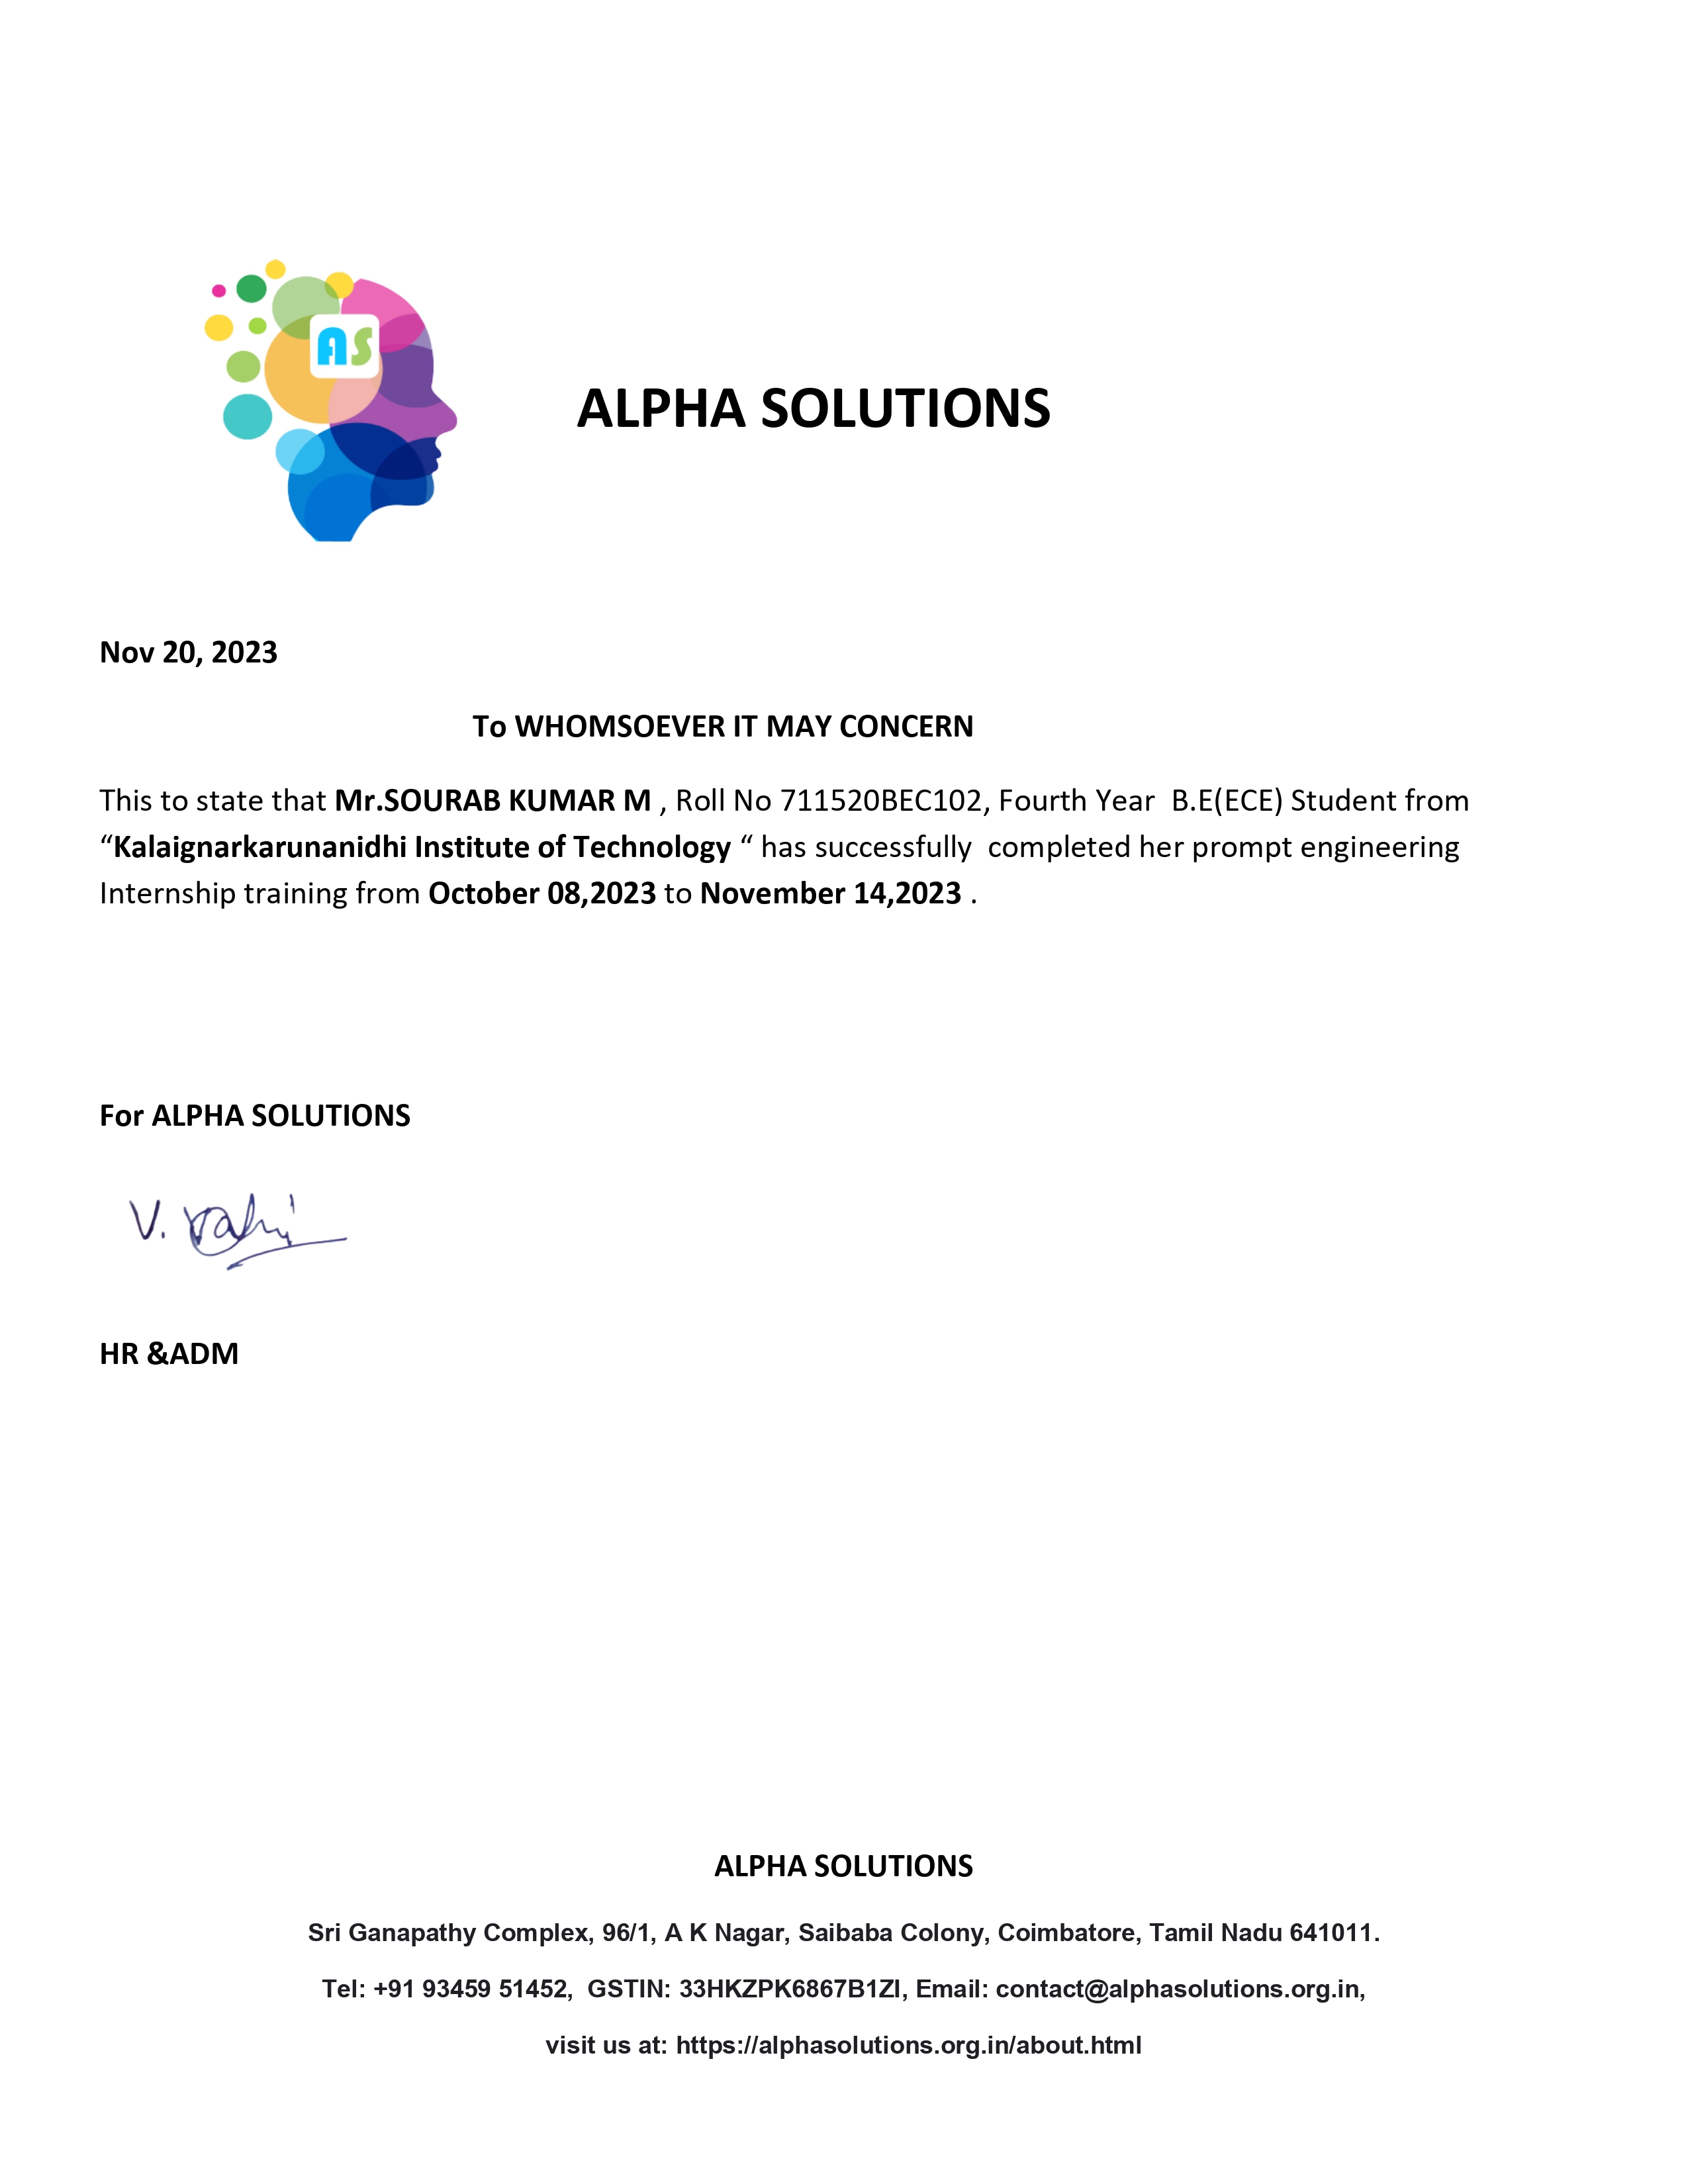 AS
ALPHA SOLUTIONS
Nov 20, 2023
To WHOMSOEVER IT MAY CONCERN
This to state that Mr.SOURAB KUMAR M , Roll No 711520BEC102, Fourth Year  B.E(ECE) Student from
“Kalaignarkarunanidhi Institute of Technology “ has successfully  completed her prompt engineering
Internship training from October 08,2023 to November 14,2023 .
For ALPHA SOLUTIONS
V.
HR &ADM
ALPHA SOLUTIONS
Sri Ganapathy Complex, 96/1, A K Nagar, Saibaba Colony, Coimbatore, Tamil Nadu 641011.
Tel: +91 93459 51452,  GSTIN: 33HKZPK6867B1ZI, Email: contact@alphasolutions.org.in,
visit us at: https://alphasolutions.org.in/about.html